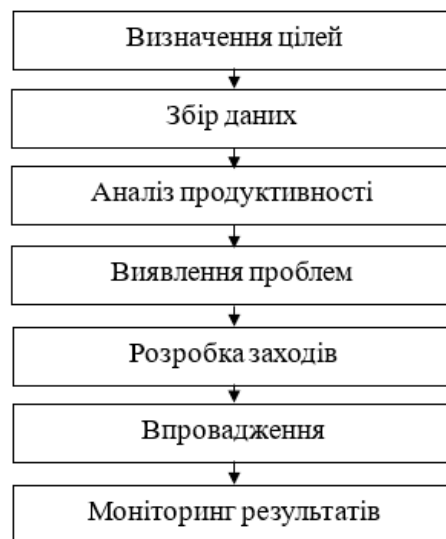 Визначення цілей
Збір даних
Аналіз продуктивності
Виявлення проблем
Розробка заходів
Впровадження
Моніторинг результатів